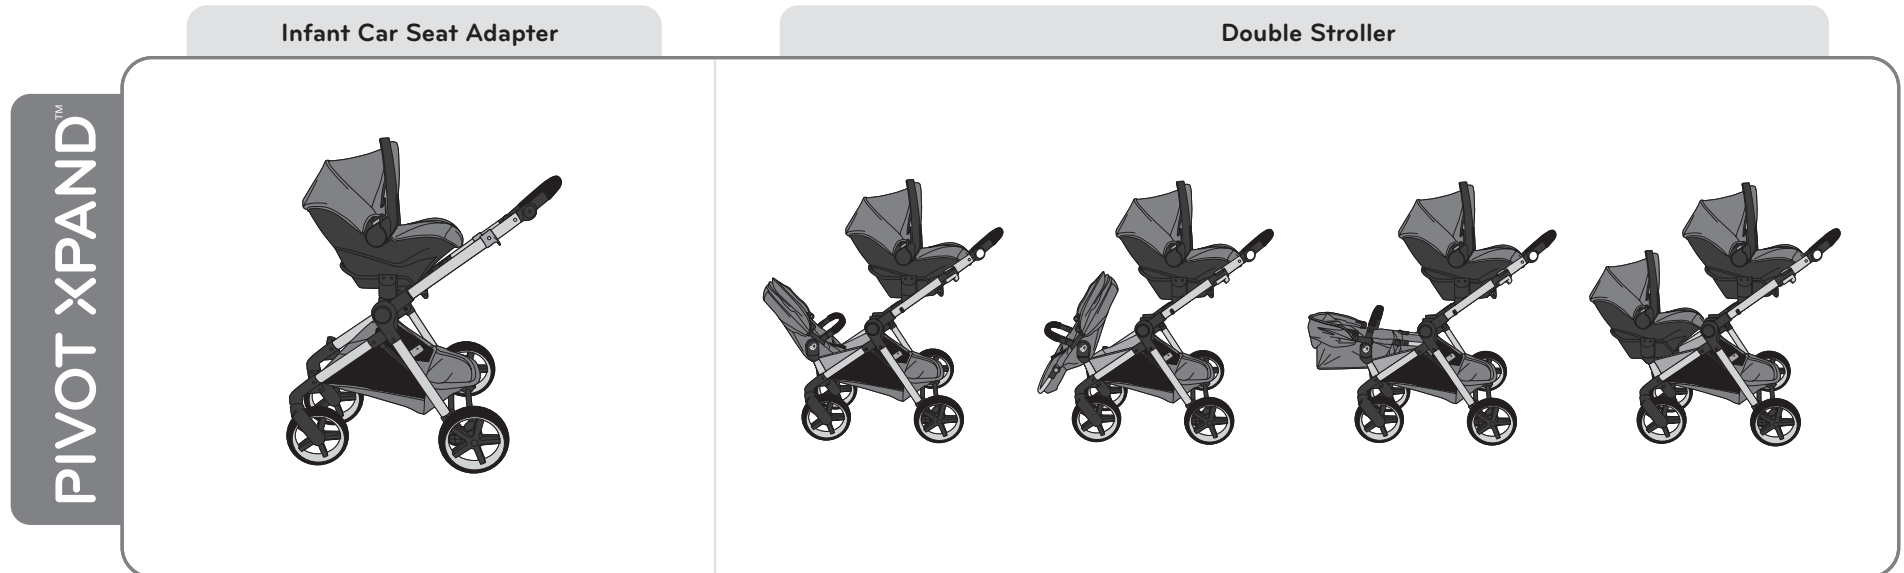 Infant Car Seat Adapter
Double Stroller
PIVOT XPAND™